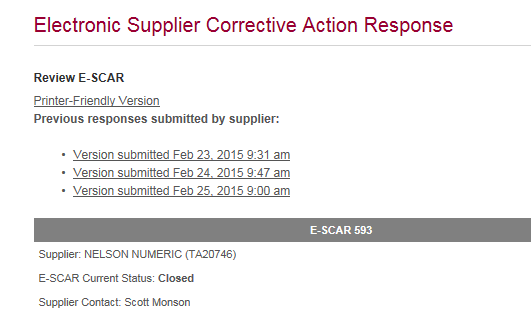 Electronic Supplier Corrective Action Response
Review E-SCAR
Printer-Friendly Version
Previous responses submitted by supplier:
• Version submitted Feb 23, 2015 9:31 am
• Version submitted Feb 24, 2015 9:47 am
• Version submitted Feb 25, 2015 9:00 am
E-SCAR 593
Supplier: NELSON NUMERIC (TA20746)
E-SCAR Current Status: Closed
Supplier Contact: Scott Monson